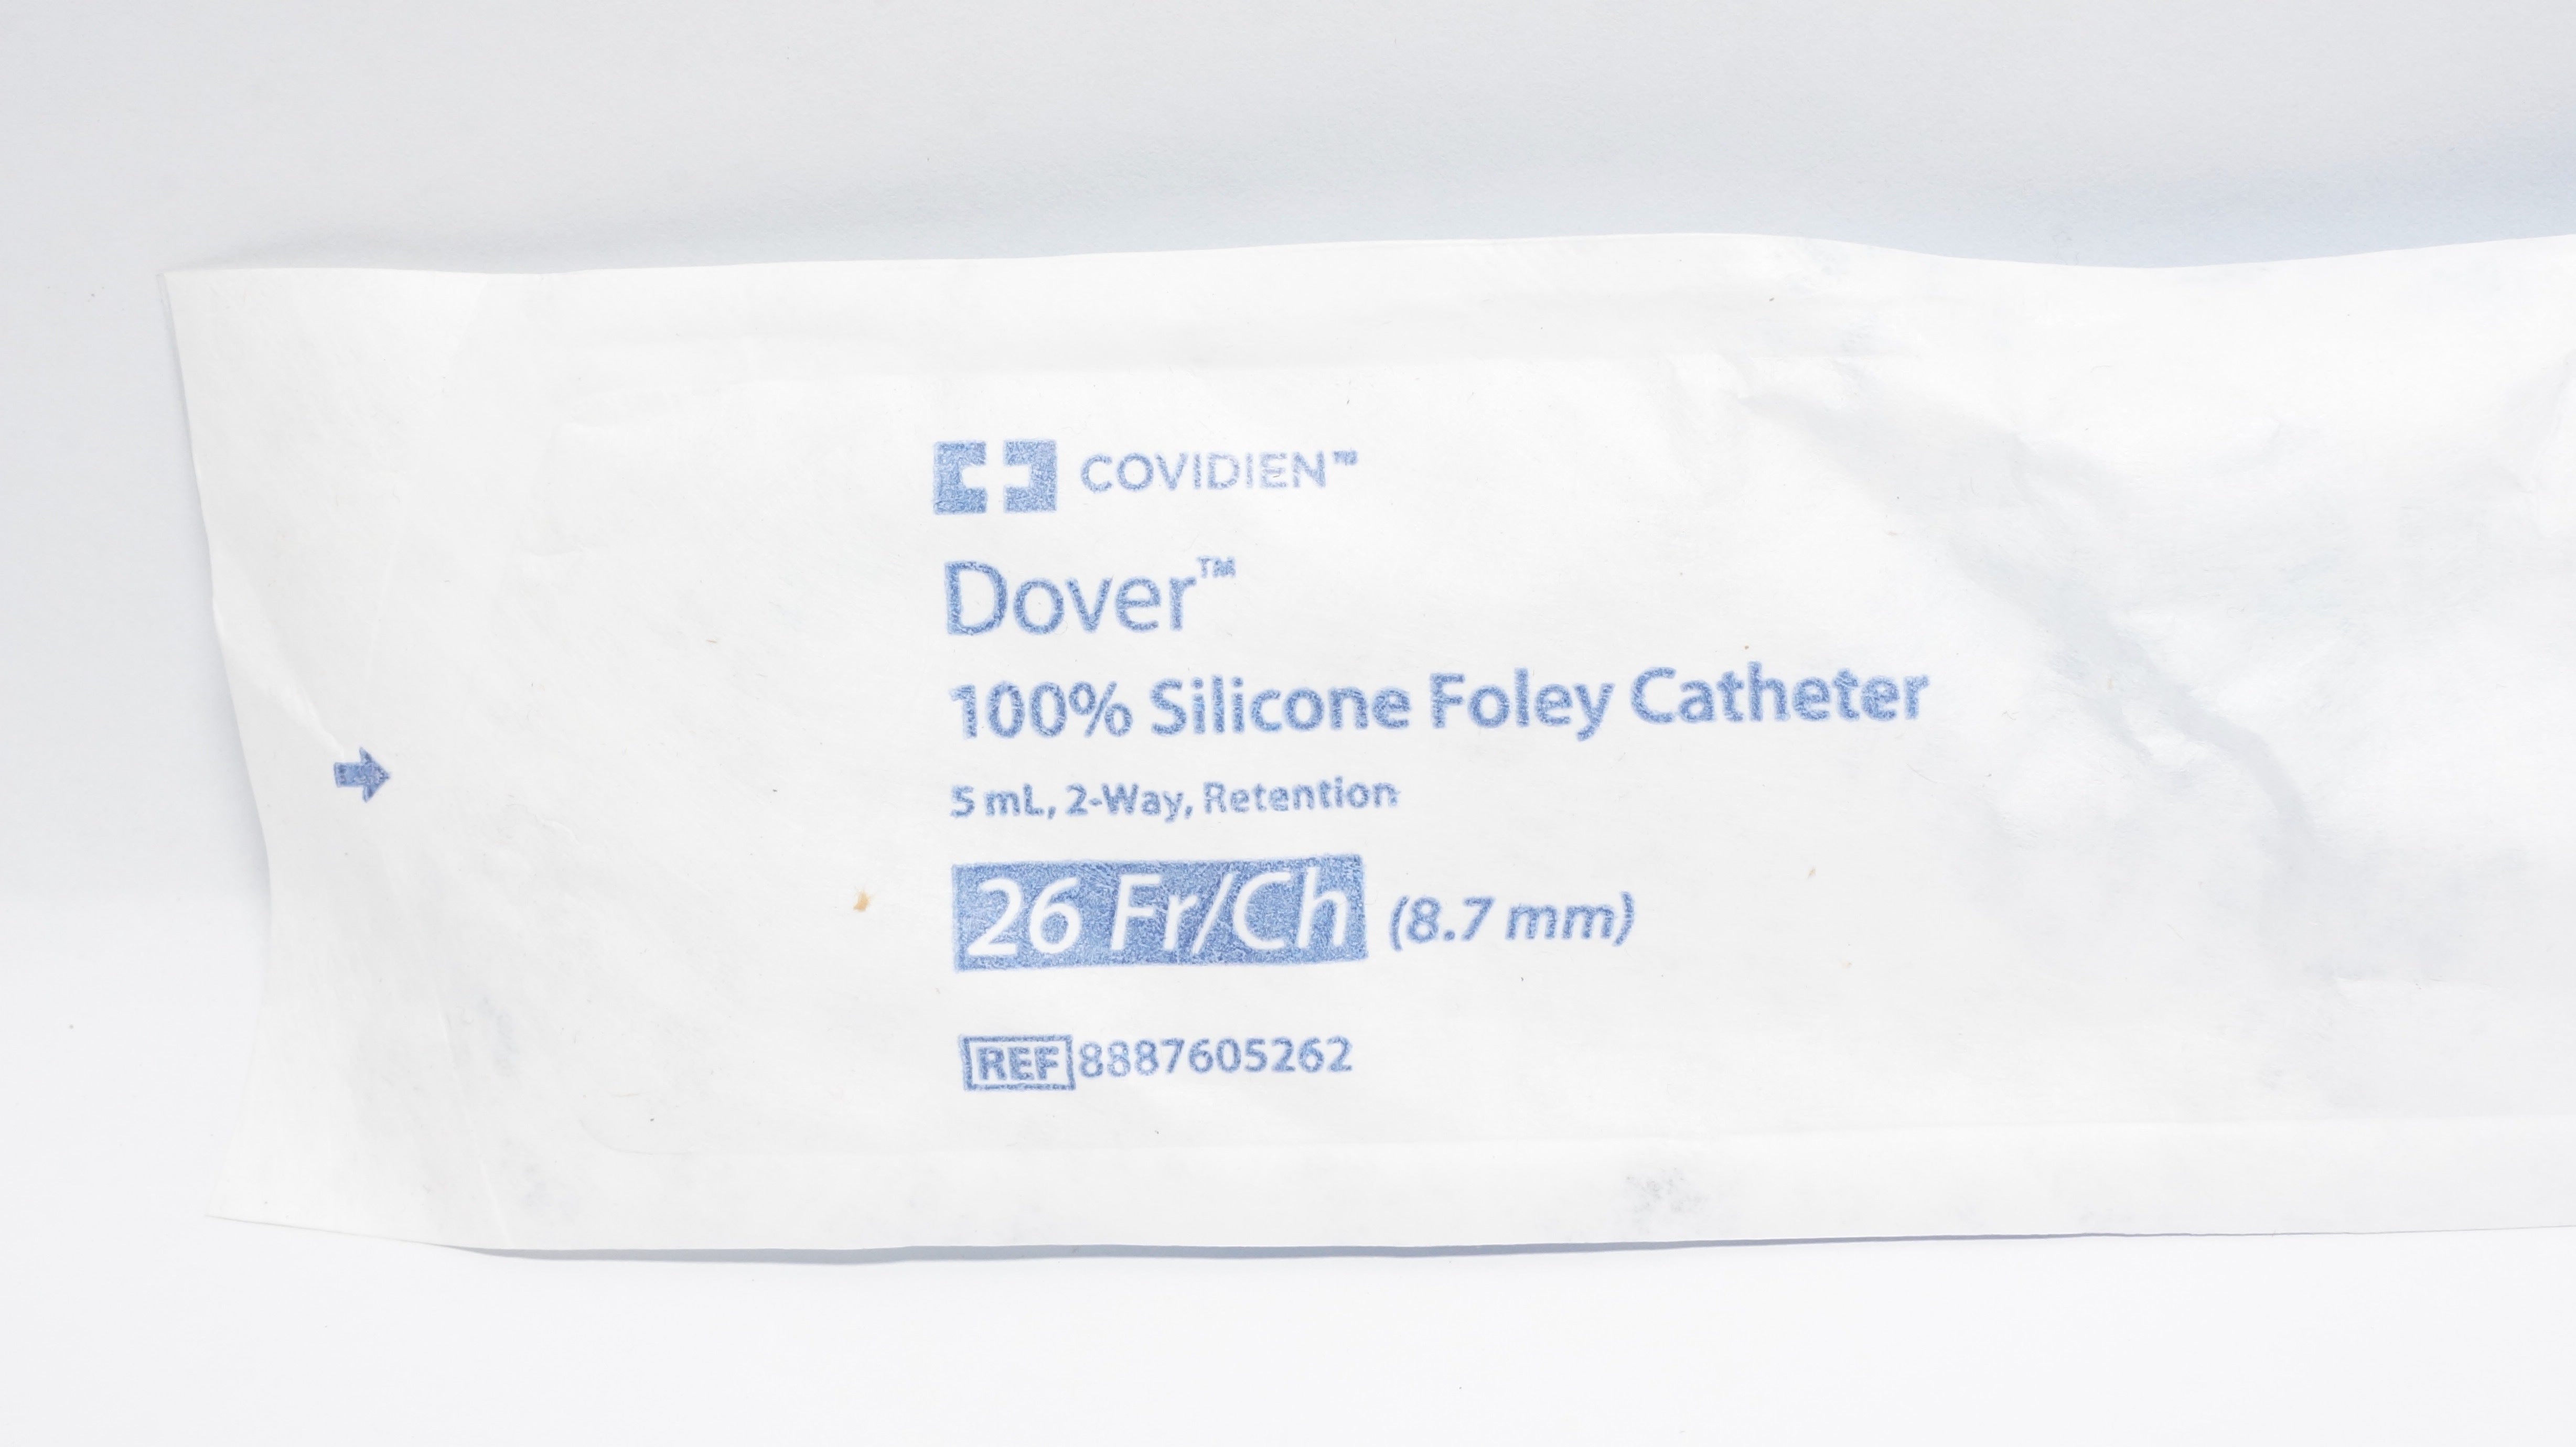 COVIDIEN™
Dover™
100% Silicone Foley Catheter
5 mL, 2-Way, Retention
26 Fr/Ch (8.7 mm)
REF 8887605262